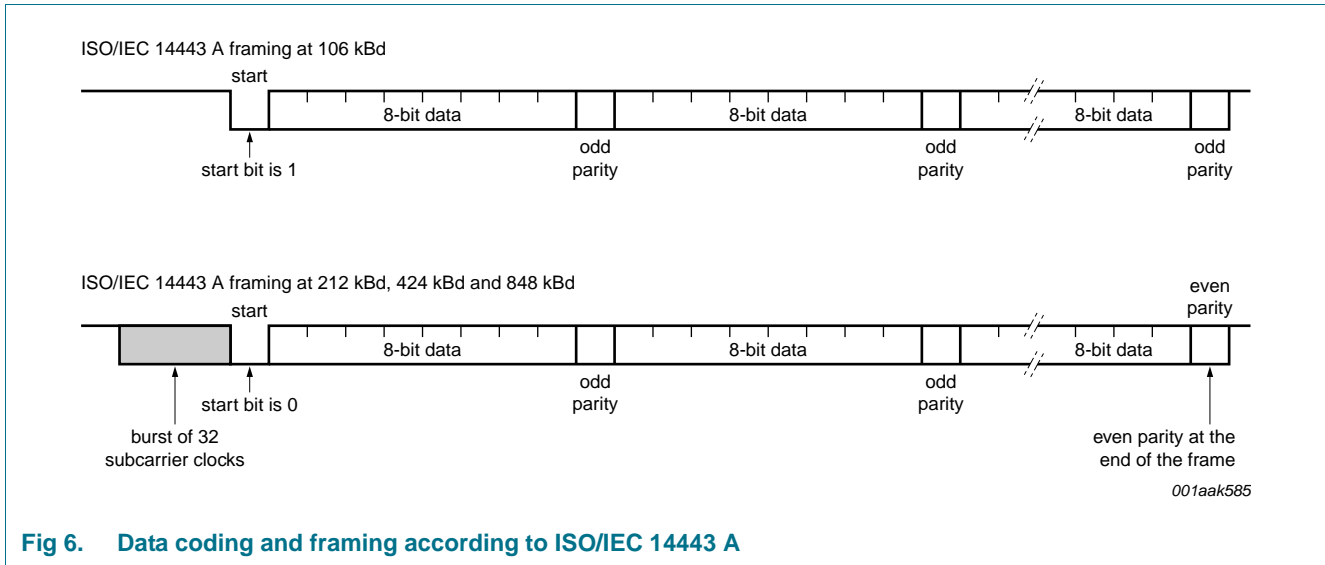 ISO/IEC 14443 A framing at 106 kBd
start
8-bit data
8-bit data
8-bit data
start bit is 1
odd
parity
odd
parity
odd
parity
ISO/IEC 14443 A framing at 212 kBd, 424 kBd and 848 kBd
start
even
parity
8-bit data
8-bit data
8-bit data
start bit is 0
odd
parity
odd
parity
burst of 32
subcarrier clocks
even parity at the
end of the frame
001aak585
Fig 6. Data coding and framing according to ISO/IEC 14443 A